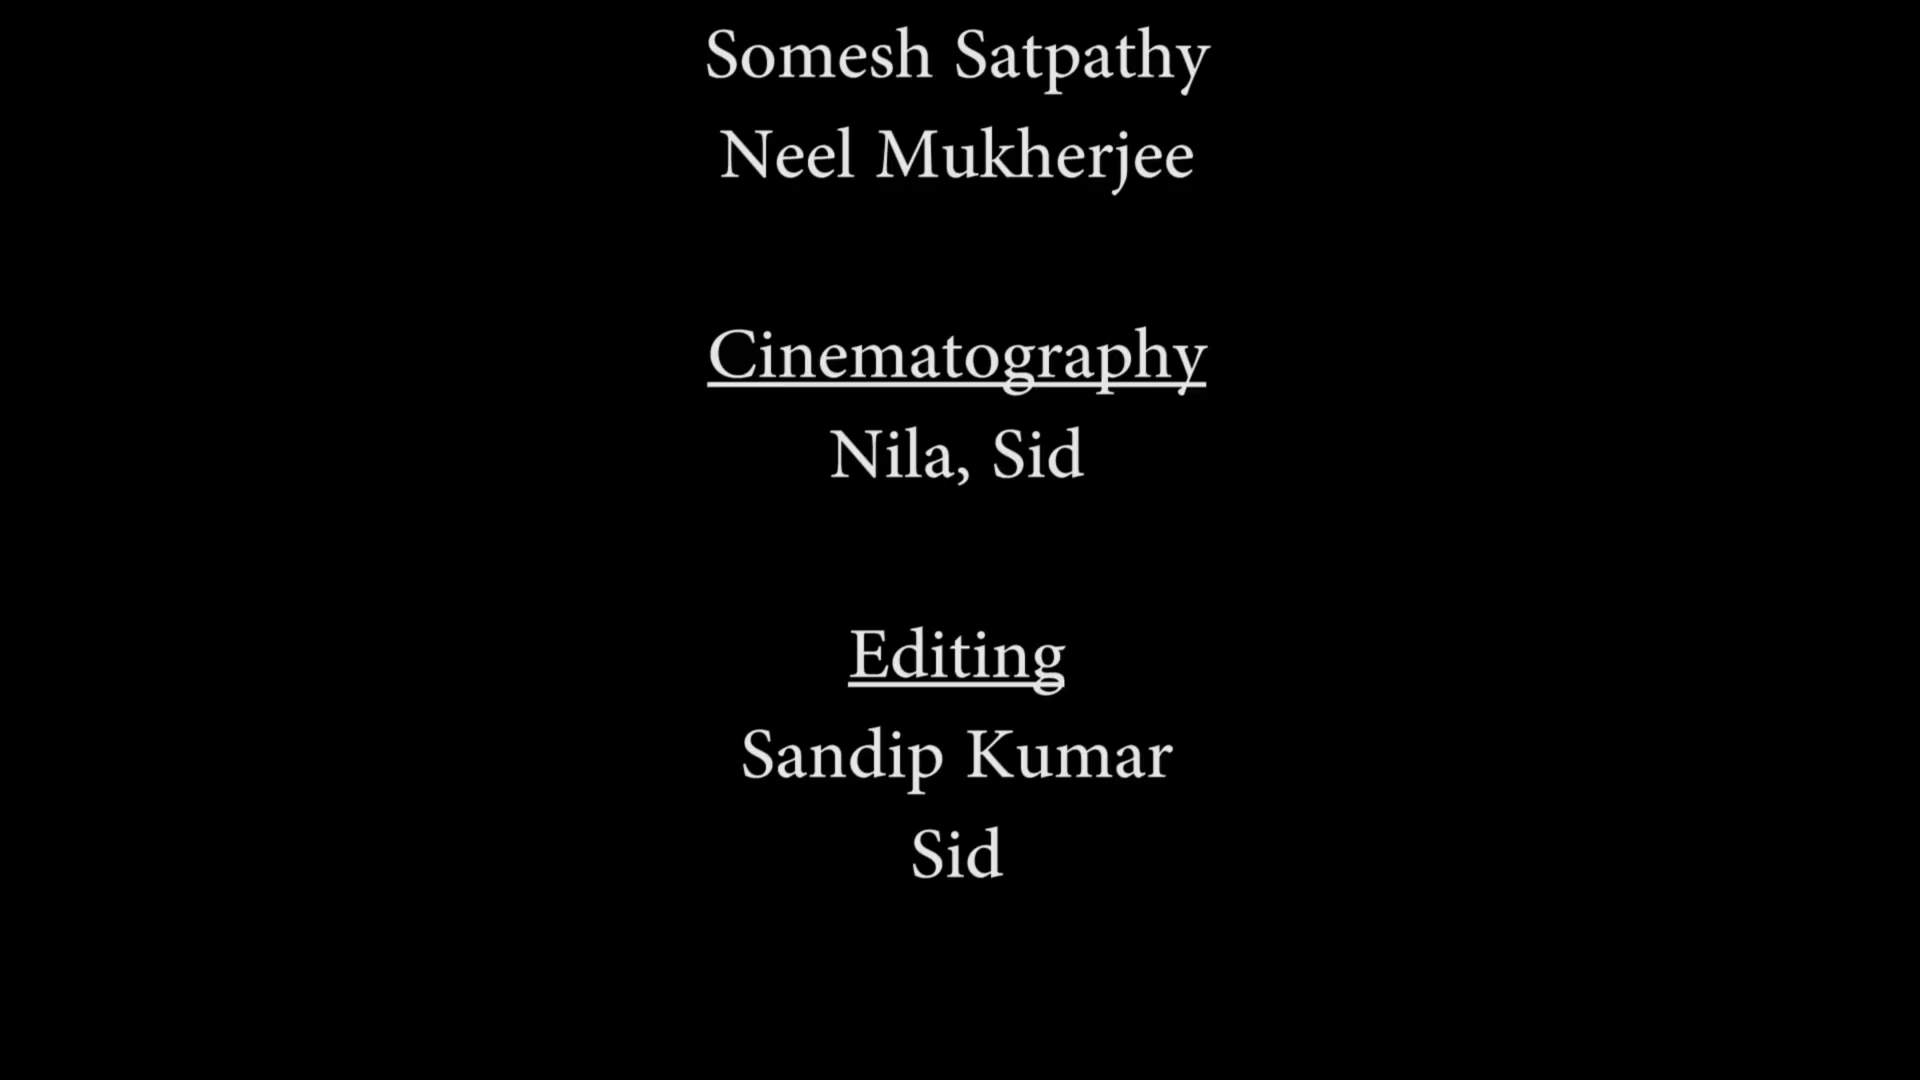 Somesh Satpathy
Neel Mukherjee
Cinematography
Nila, Sid
Editing
Sandip Kumar
Sid